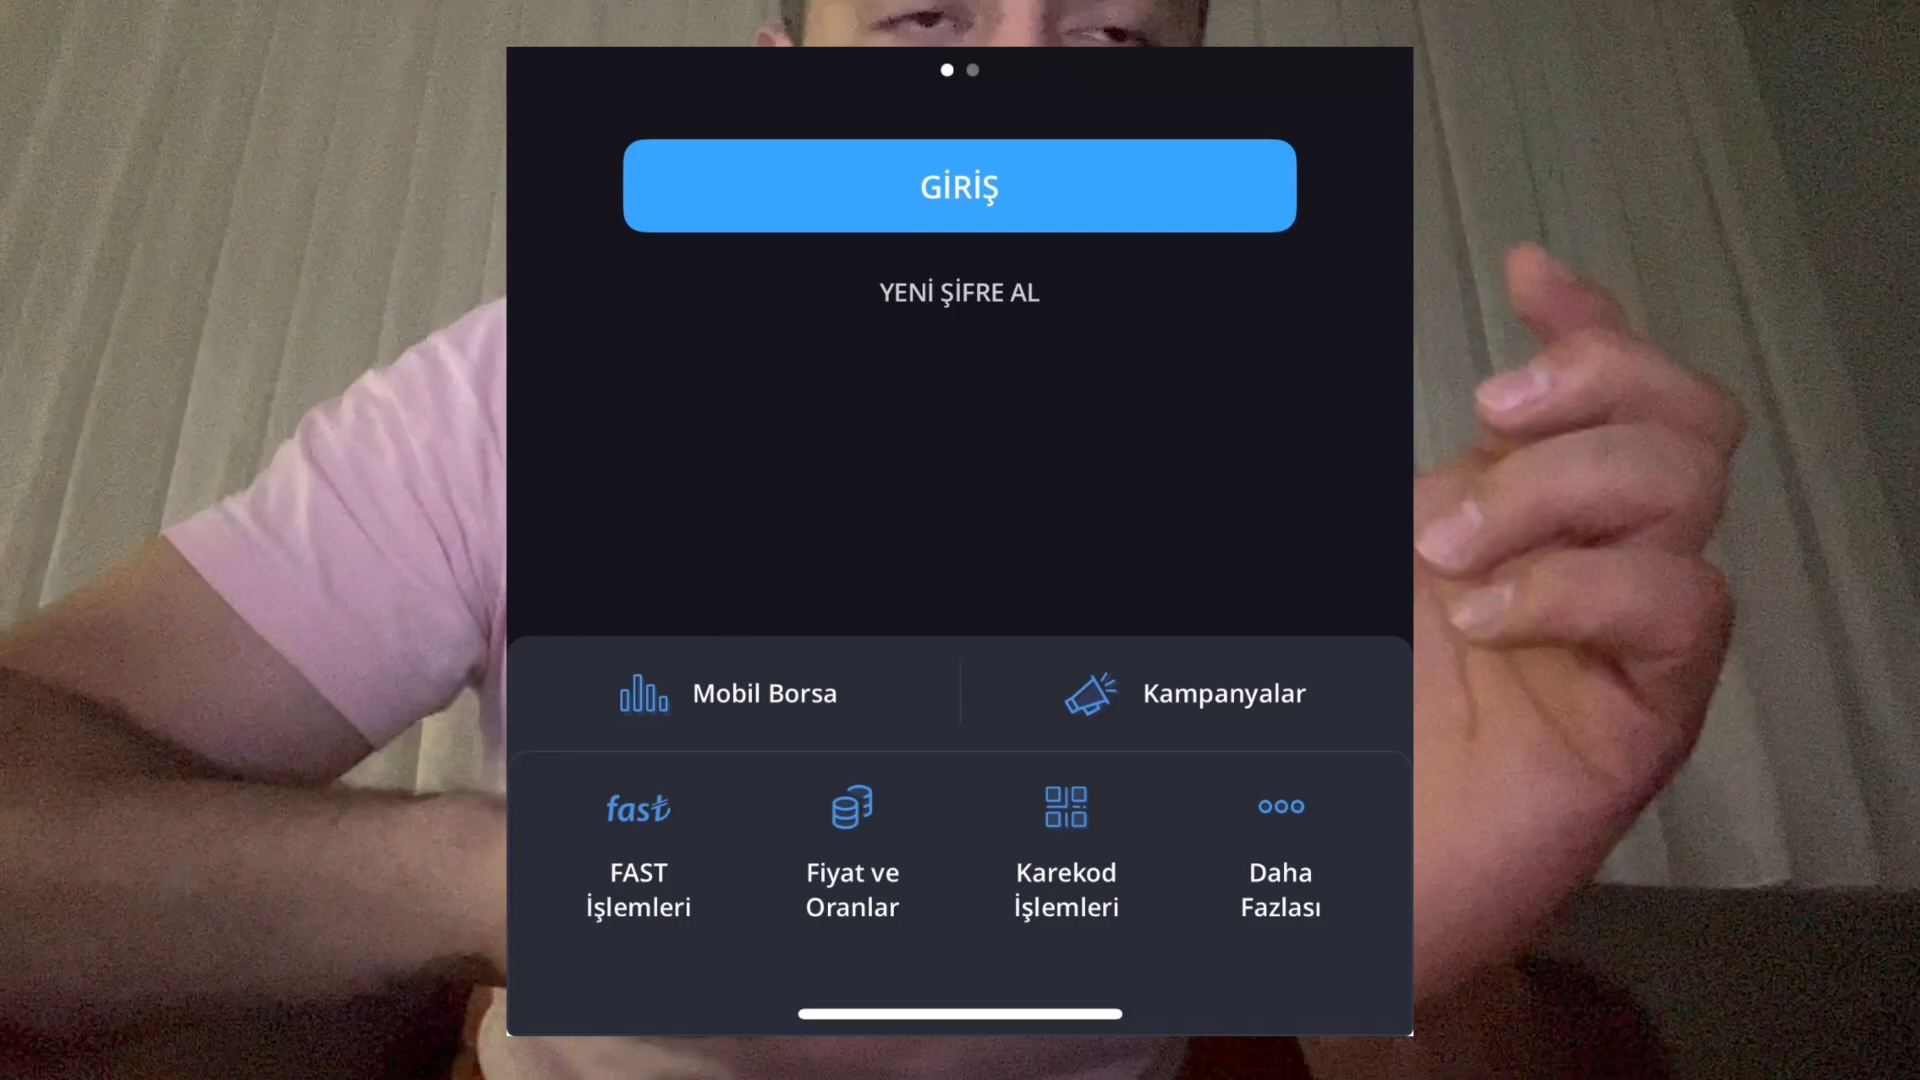 GİRİŞ
YENİ ŞİFRE AL
Mobil Borsa
Kampanyalar
fast
FAST
İşlemleri
Fiyat ve
Oranlar
Karekod
İşlemleri
Daha
Fazlası